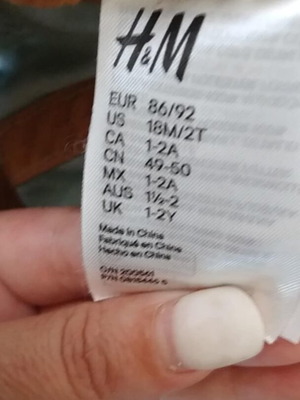 H&M
EUR 86/92
US 18M/2T
CA 1-2A
CN 49-50
MX 1-2A
AUS 1½-2
UK 1-2Y
Made in China
Fabriqué en China
Hecho en China